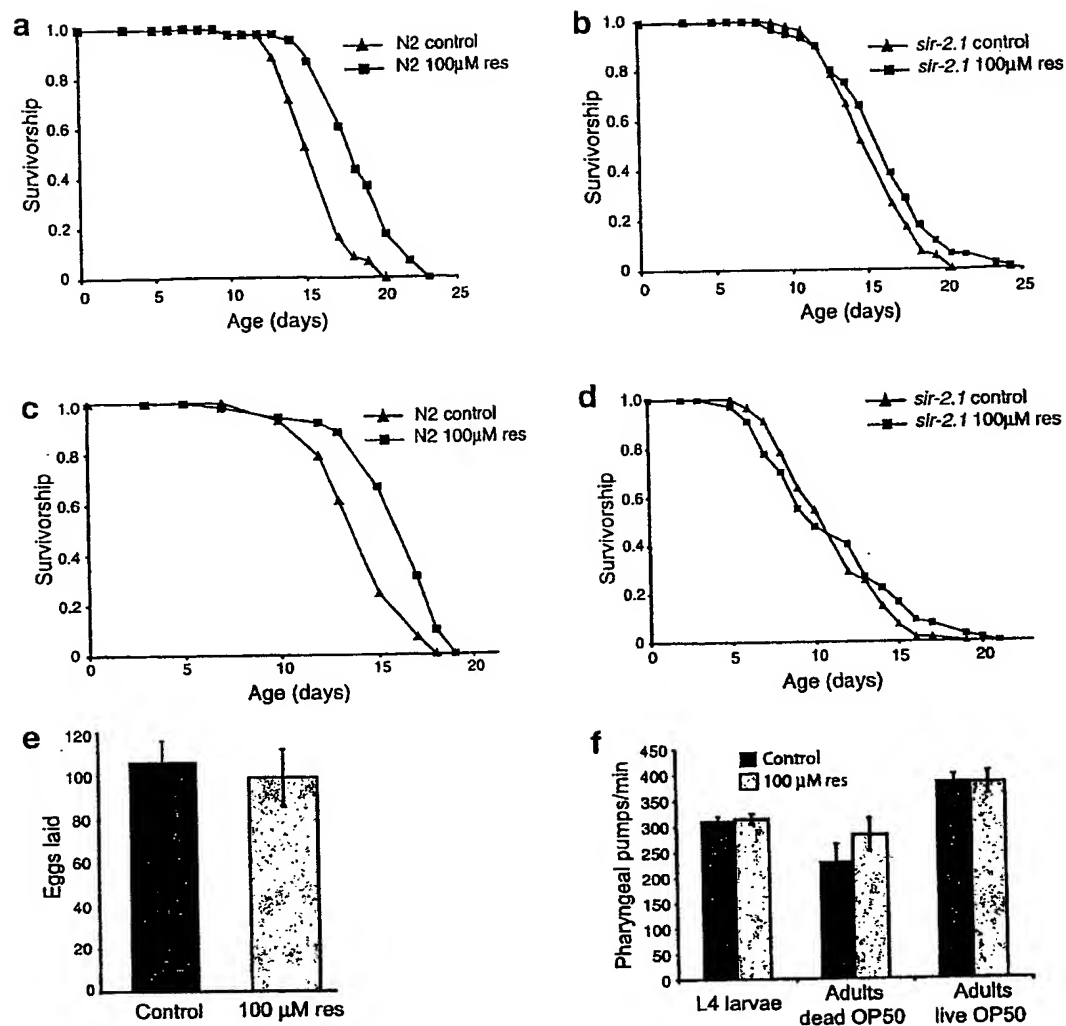 a
N2 control
N2 100µM res
Survivorship
1.0
0.8
0.6
0.4
0.2
0
0 5 10 15 20 25
Age (days)
b
sir-2.1 control
sir-2.1 100µM res
Survivorship
1.0
0.8
0.6
0.4
0.2
0
0 5 10 15 20 25
Age (days)
c
N2 control
N2 100µM res
Survivorship
1.0
0.8
0.6
0.4
0.2
0
0 5 10 15 20
Age (days)
d
sir-2.1 control
sir-2.1 100µM res
Survivorship
1.0
0.8
0.6
0.4
0.2
0
0 5 10 15 20
Age (days)
e
Eggs laid
120
100
80
60
40
20
0
Control 100 µM res
f
Control
100 µM res
Pharyngeal pumps/min
450
400
350
300
250
200
150
100
50
0
L4 larvae
Adults
dead OP50
Adults
live OP50